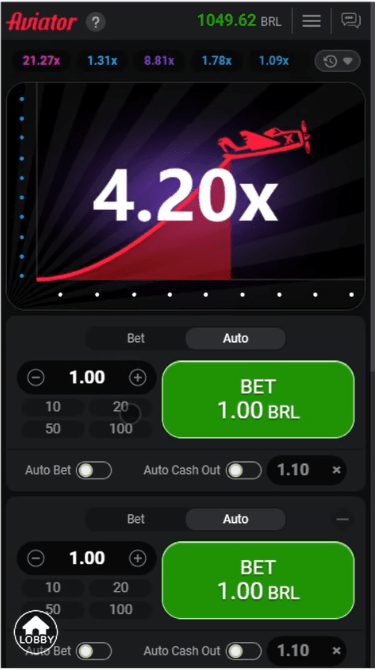 Aviator ? 1049.62 BRL
21.27x 1.31x 8.81x 1.78x 1.09x
4.20x
Bet Auto
1.00
BET
1.00 BRL
10 20
50 100
Auto Bet Auto Cash Out 1.10 ×
Bet Auto
1.00
BET
1.00 BRL
10 20
50 100
LOBBY
Auto Bet Auto Cash Out 1.10 ×